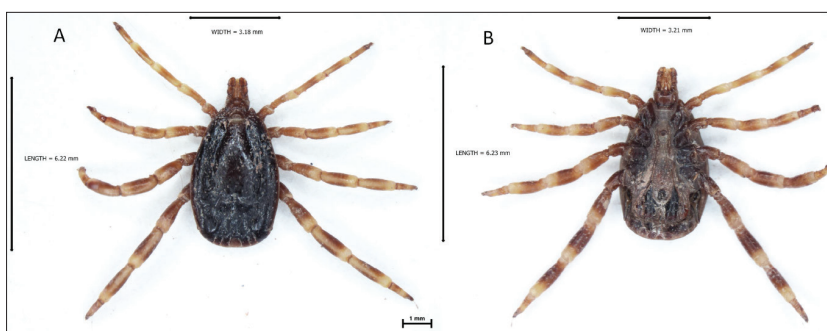 A
WIDTH = 3.18 mm
LENGTH = 6.22 mm
1 mm
B
WIDTH = 3.21 mm
LENGTH = 6.23 mm